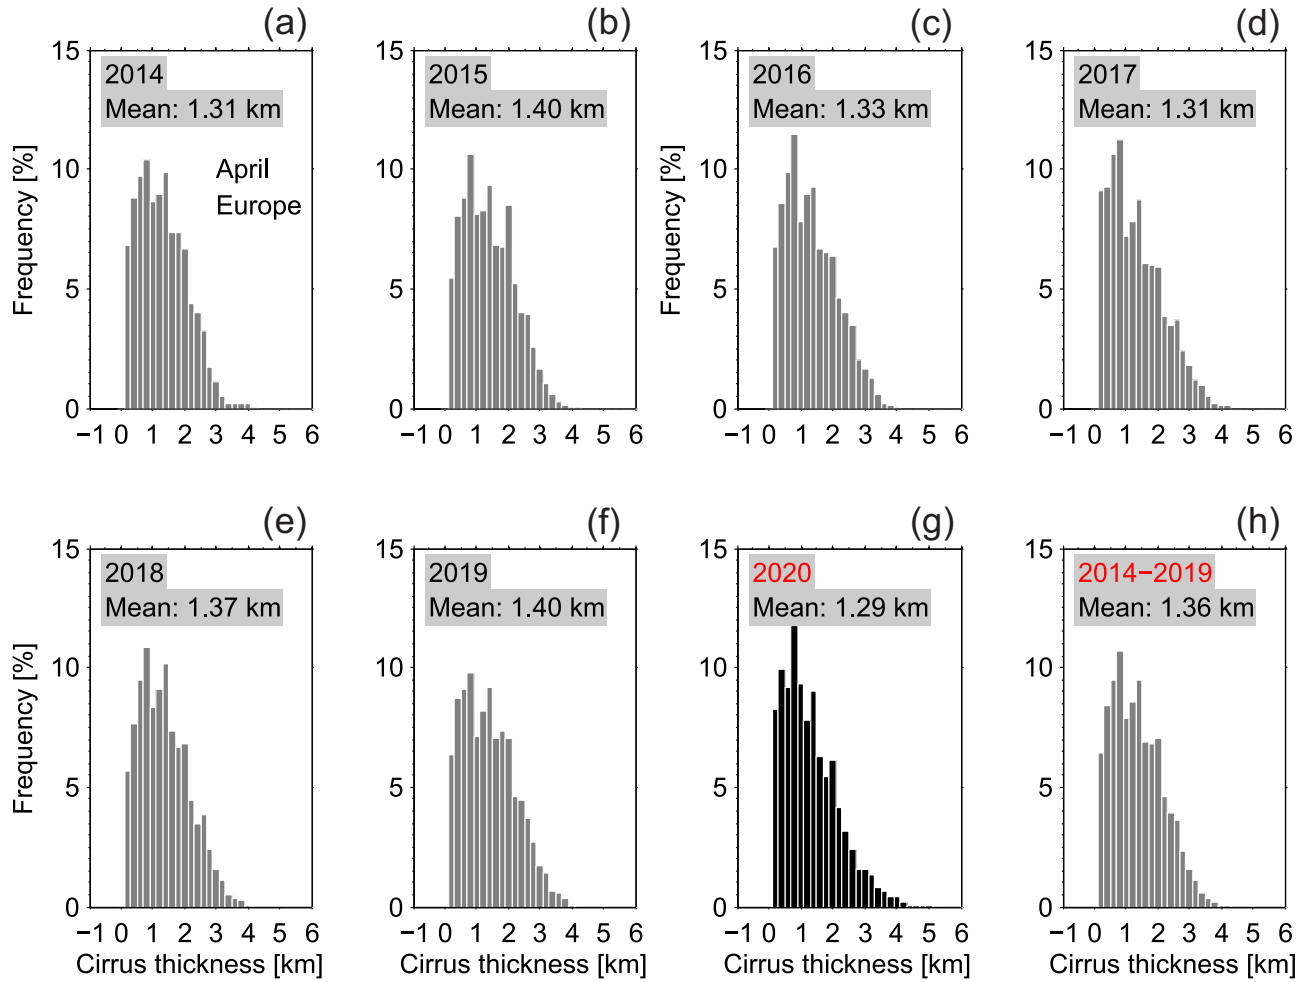 (a)
15
10
5
0
Frequency [%]
2014
Mean: 1.31 km
April
Europe
−1 0 1 2 3 4 5 6
(b)
15
10
5
0
2015
Mean: 1.40 km
−1 0 1 2 3 4 5 6
(c)
15
10
5
0
Frequency [%]
2016
Mean: 1.33 km
−1 0 1 2 3 4 5 6
(d)
15
10
5
0
2017
Mean: 1.31 km
−1 0 1 2 3 4 5 6
(e)
15
10
5
0
Frequency [%]
2018
Mean: 1.37 km
−1 0 1 2 3 4 5 6
Cirrus thickness [km]
(f)
15
10
5
0
2019
Mean: 1.40 km
−1 0 1 2 3 4 5 6
Cirrus thickness [km]
(g)
15
10
5
0
2020
Mean: 1.29 km
−1 0 1 2 3 4 5 6
Cirrus thickness [km]
(h)
15
10
5
0
2014−2019
Mean: 1.36 km
−1 0 1 2 3 4 5 6
Cirrus thickness [km]